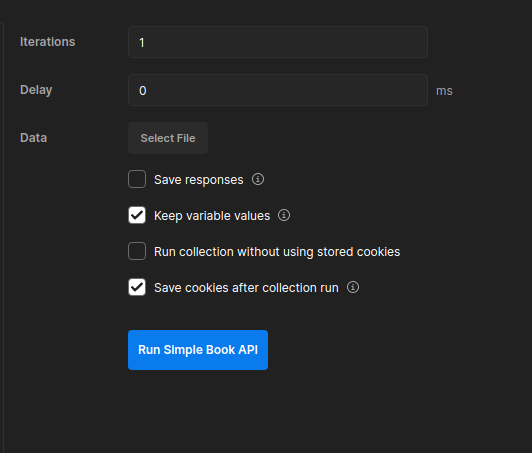 Iterations 1
Delay 0 ms
Data Select File
Save responses
Keep variable values
Run collection without using stored cookies
Save cookies after collection run
Run Simple Book API